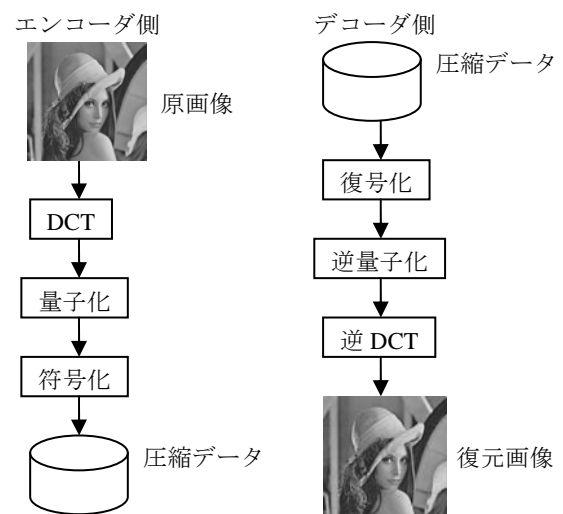 エンコーダ側
原画像
DCT
量子化
符号化
圧縮データ
デコーダ側
圧縮データ
復号化
逆量子化
逆 DCT
復元画像